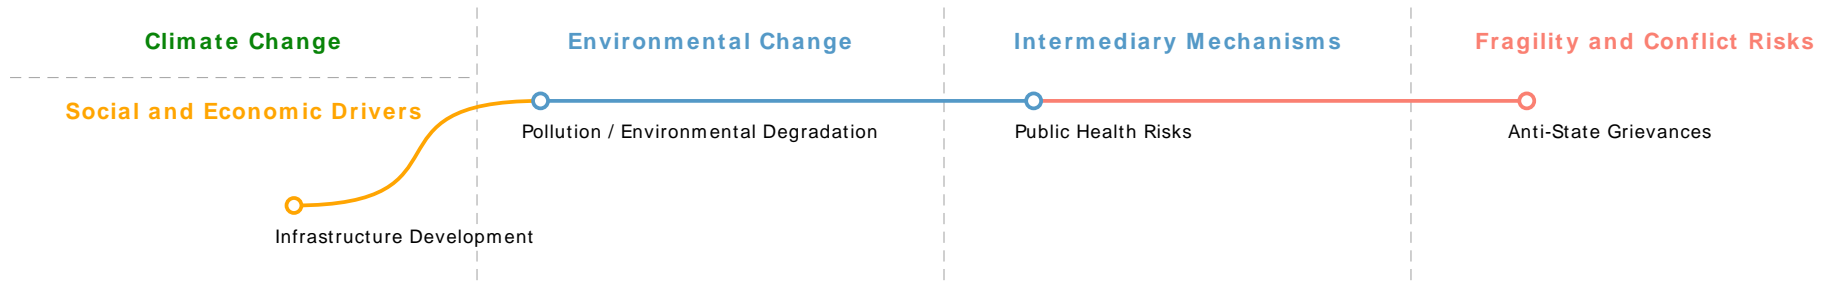 Climate Change
Environmental Change
Intermediary Mechanisms
Fragility and Conflict Risks
Social and Economic Drivers
Pollution / Environmental Degradation
Public Health Risks
Anti-State Grievances
Infrastructure Development